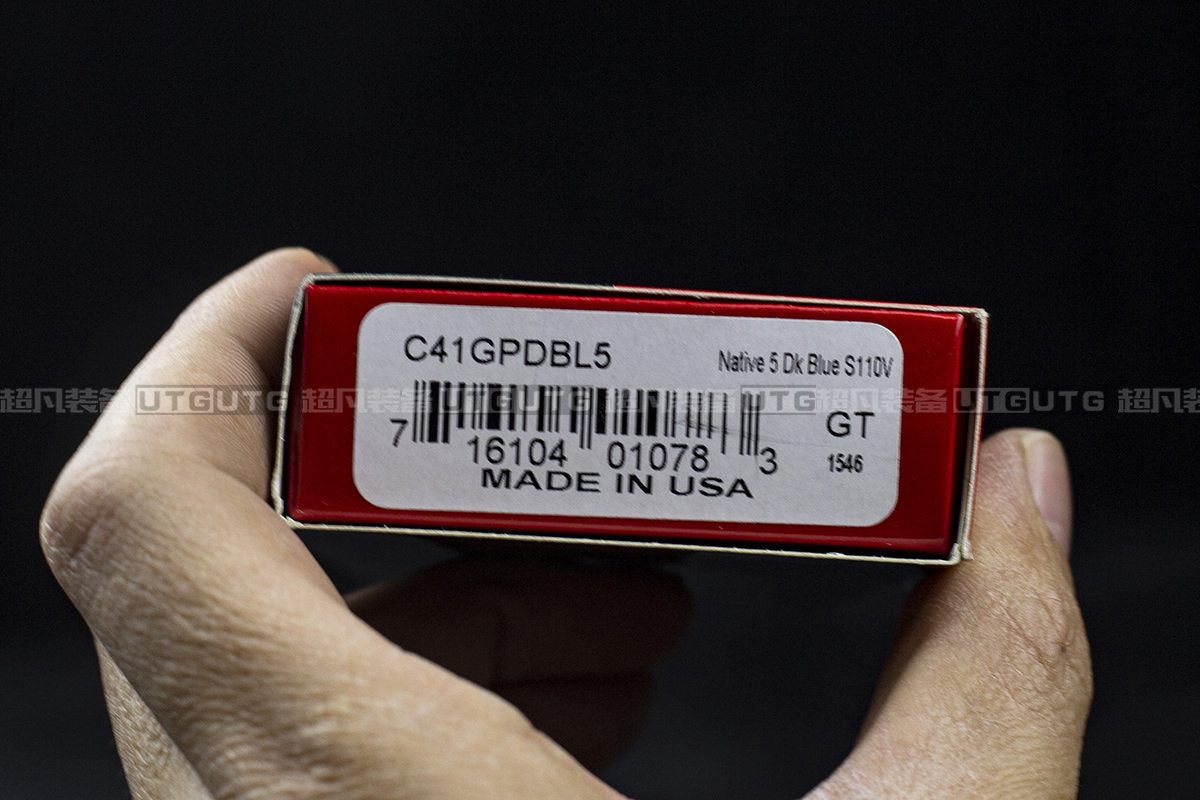 C41GPDBL5
Native 5 Dk Blue S110V
7 16104 01078 3
GT
1546
MADE IN USA
超凡装备 UTGUTG 超凡装备 UTGUTG 超凡装备 UTGUTG 超凡装备 UTGUTG 超凡装